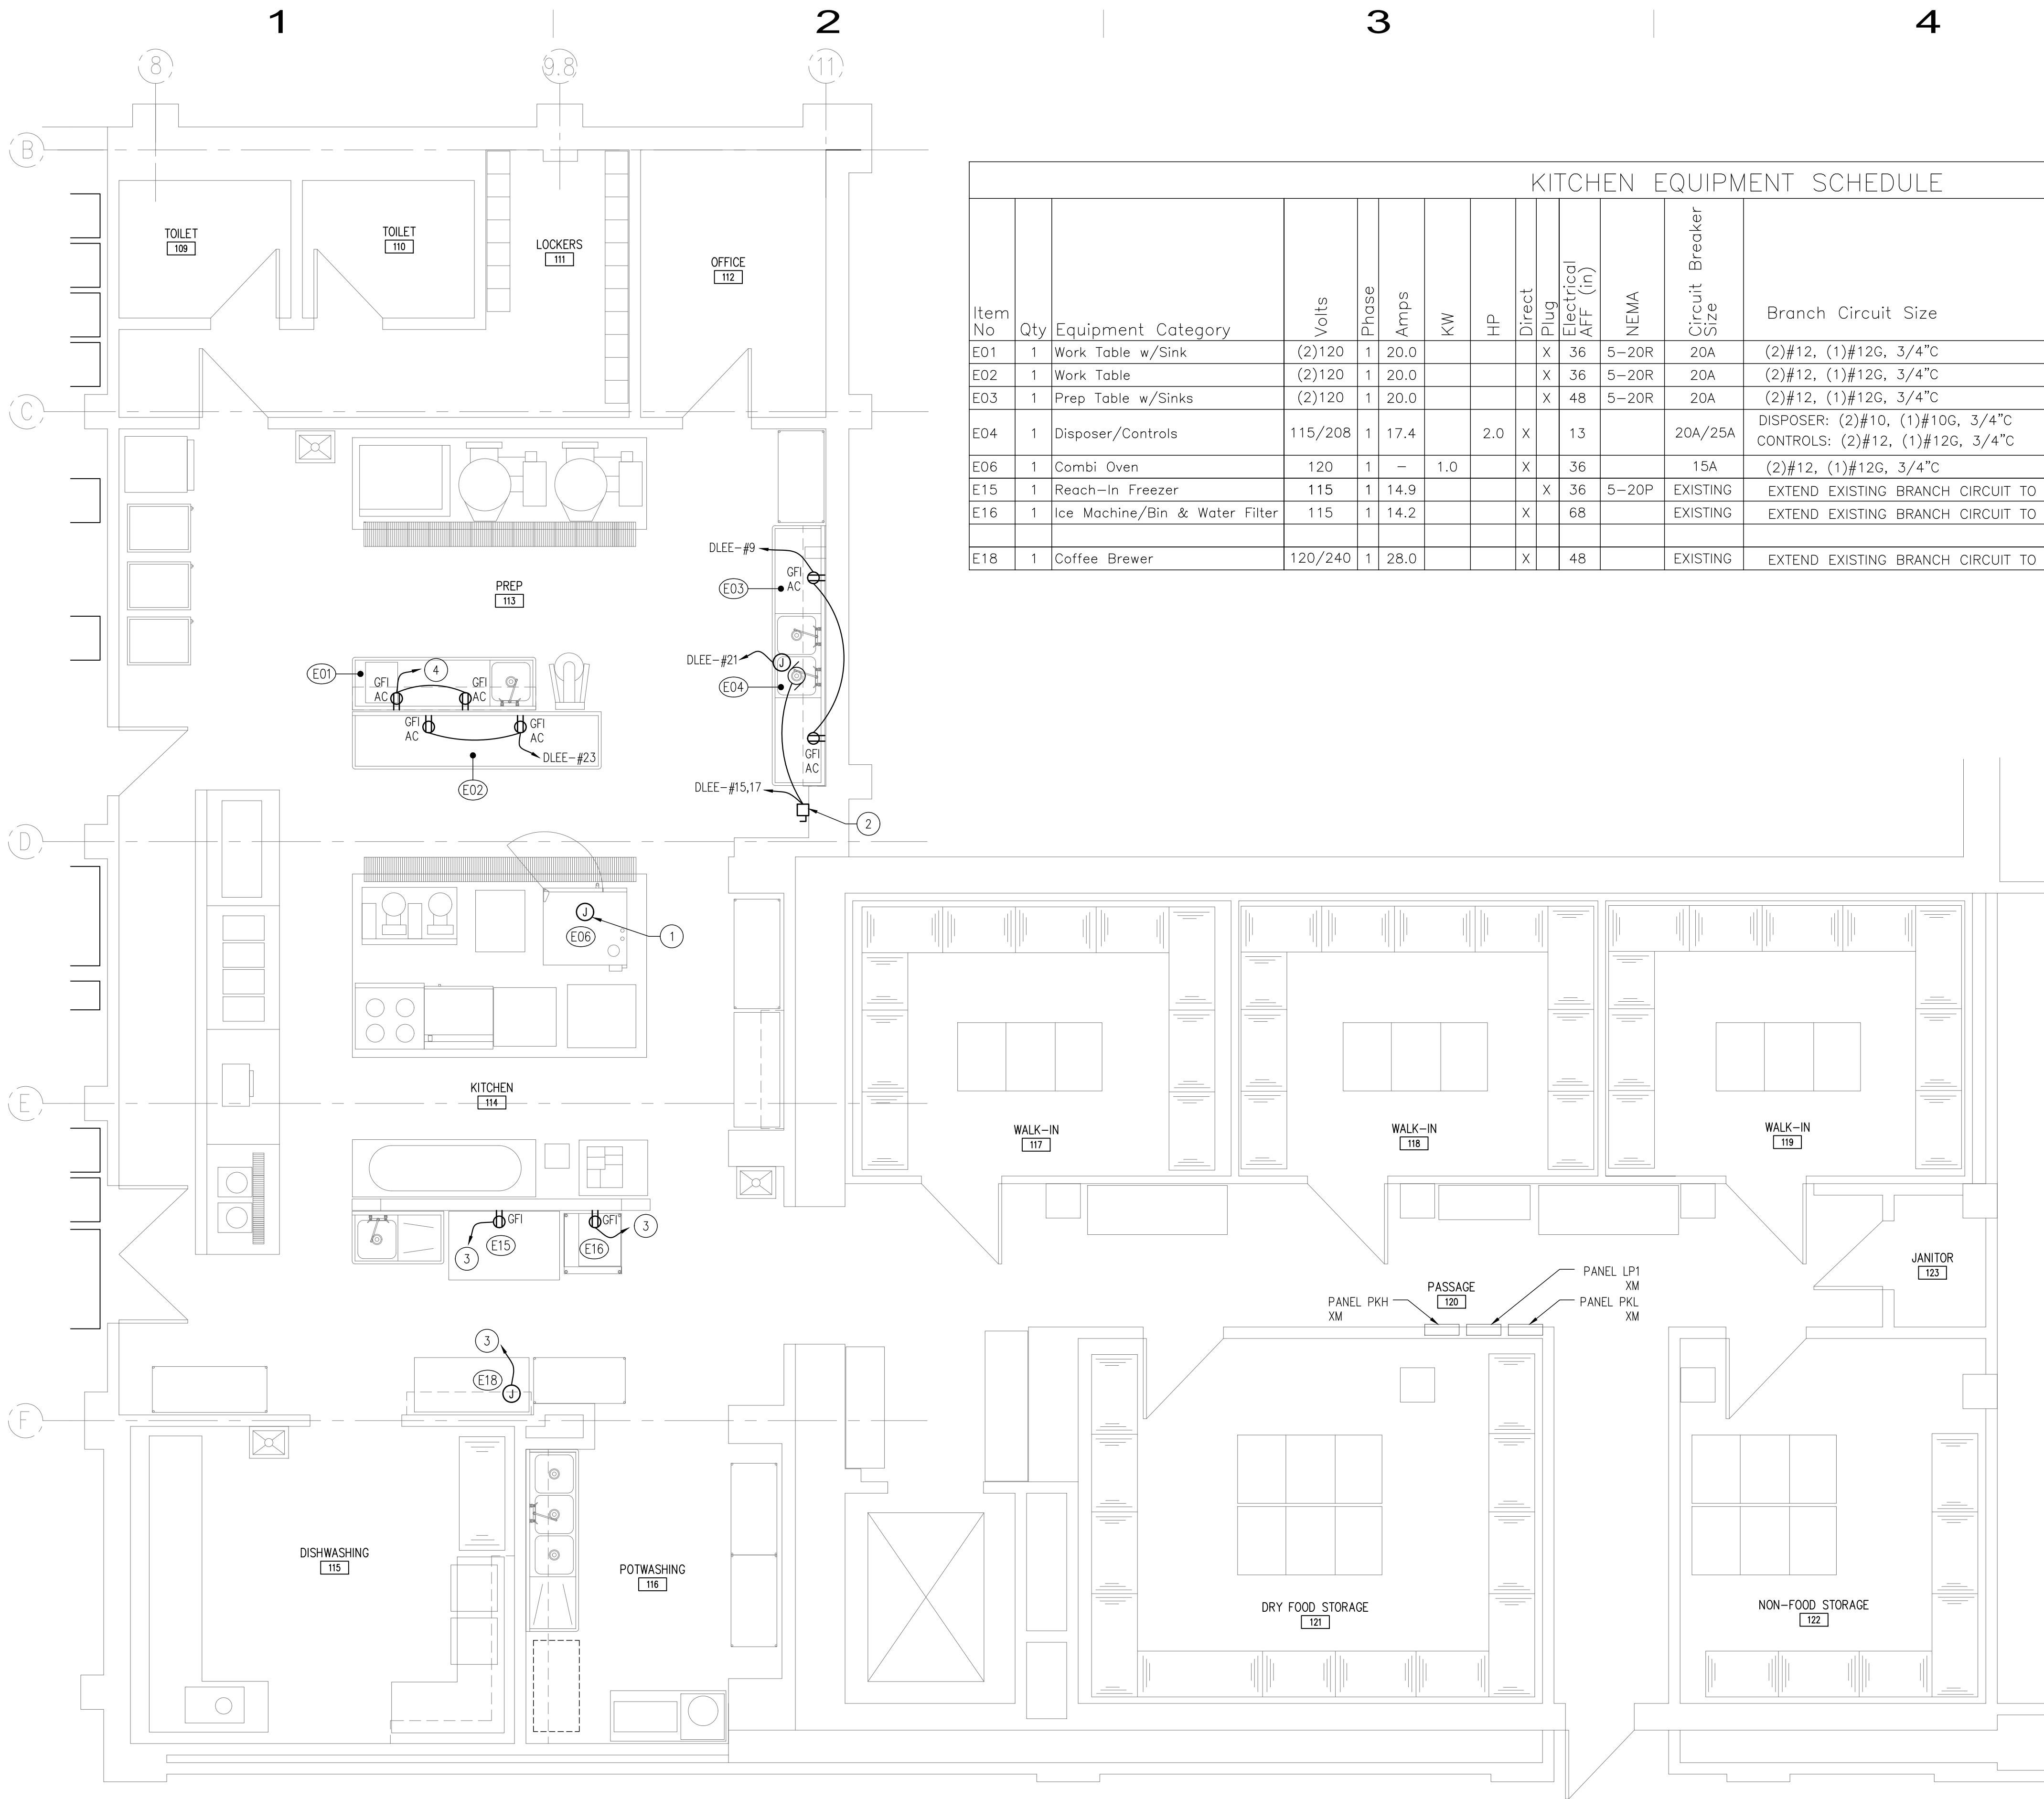 1 2 3 4
8 9.8 11
B
TOILET
109
TOILET
110
LOCKERS
111
OFFICE
112
KITCHEN EQUIPMENT SCHEDULE
Item No Qty Equipment Category Volts Phase Amps KW HP Direct Plug Electrical AFF (in) NEMA Circuit Breaker Size Branch Circuit Size
E01 1 Work Table w/Sink (2)120 1 20.0 X 36 5-20R 20A (2)#12, (1)#12G, 3/4"C
E02 1 Work Table (2)120 1 20.0 X 36 5-20R 20A (2)#12, (1)#12G, 3/4"C
E03 1 Prep Table w/Sinks (2)120 1 20.0 X 48 5-20R 20A (2)#12, (1)#12G, 3/4"C
E04 1 Disposer/Controls 115/208 1 17.4 2.0 X 13 20A/25A DISPOSER: (2)#10, (1)#10G, 3/4"C
CONTROLS: (2)#12, (1)#12G, 3/4"C
E06 1 Combi Oven 120 1 - 1.0 X 36 15A (2)#12, (1)#12G, 3/4"C
E15 1 Reach-In Freezer 115 1 14.9 X 36 5-20P EXISTING EXTEND EXISTING BRANCH CIRCUIT TO
E16 1 Ice Machine/Bin & Water Filter 115 1 14.2 X 68 EXISTING EXTEND EXISTING BRANCH CIRCUIT TO
E18 1 Coffee Brewer 120/240 1 28.0 X 48 EXISTING EXTEND EXISTING BRANCH CIRCUIT TO
C
DLEE-#9
GFI
AC
E03
PREP
113
DLEE-#21
J
E04
E01
4
GFI
AC
GFI
AC
GFI
AC
GFI
AC
DLEE-#23
E02
GFI
AC
DLEE-#15,17
2
D
J
E06
1
KITCHEN
114
E
WALK-IN
117
WALK-IN
118
WALK-IN
119
GFI
3
E15
GFI
3
E16
JANITOR
123
PANEL LP1
XM
PASSAGE
120
PANEL PKH
XM
PANEL PKL
XM
3
E18
J
F
DISHWASHING
115
POTWASHING
116
DRY FOOD STORAGE
121
NON-FOOD STORAGE
122